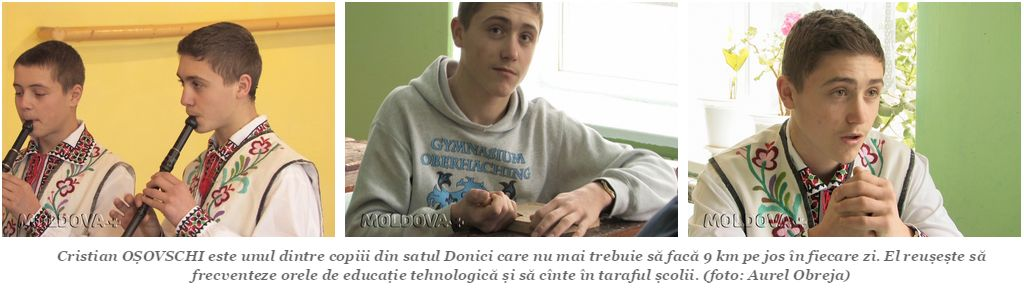 MOLDOVA
GYMNASIUM
OBERHACHING
MOLDOVA
MOLDOVA
Cristian OȘOVSCHI este unul dintre copiii din satul Donici care nu mai trebuie să facă 9 km pe jos în fiecare zi. El reușește să
frecventeze orele de educație tehnologică și să cînte în taraful școlii. (foto: Aurel Obreja)